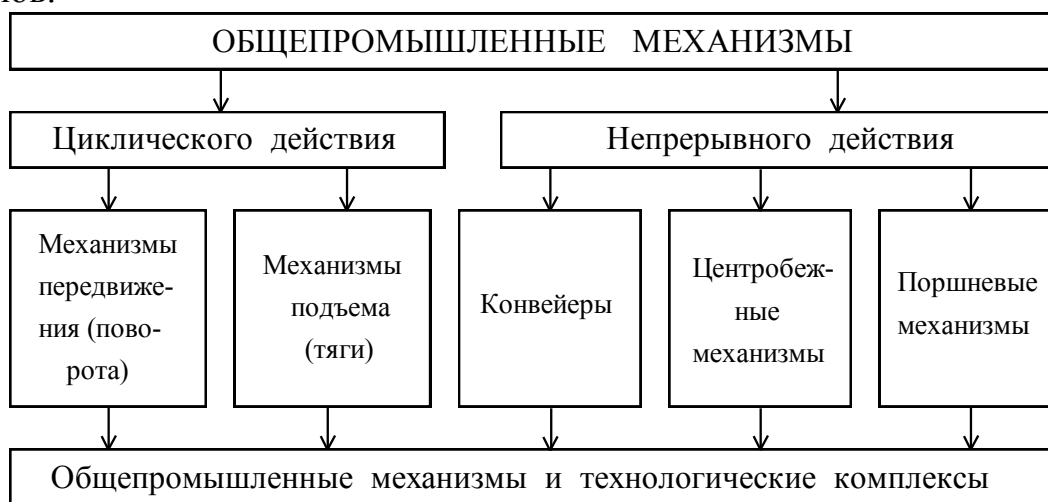 ОБЩЕПРОМЫШЛЕННЫЕ МЕХАНИЗМЫ
Циклического действия
Непрерывного действия
Механизмы
передвиже-
ния (пово-
рота)
Механизмы
подъема
(тяги)
Конвейеры
Центробеж-
ные
механизмы
Поршневые
механизмы
Общепромышленные механизмы и технологические комплексы